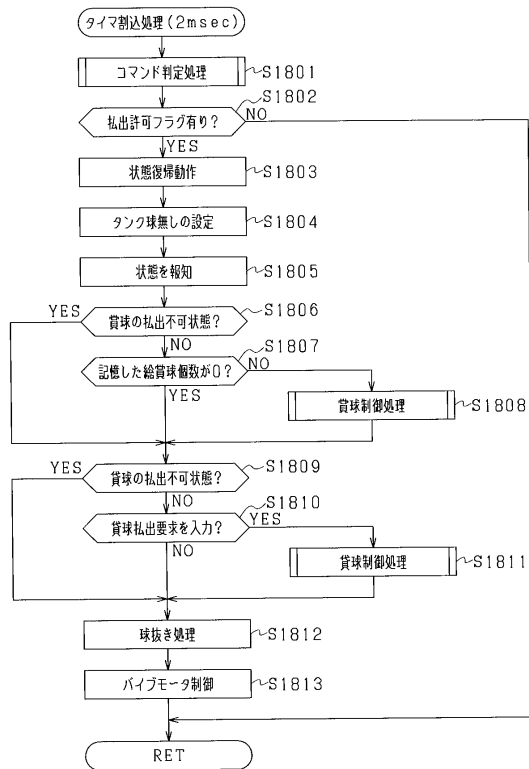 タイマ割込処理(2msec)
コマンド判定処理
S1801
S1802
払出許可フラグ有り?
NO
YES
状態復帰動作
S1803
タンク球無しの設定
S1804
状態を報知
S1805
S1806
YES
賞球の払出不可状態?
NO
S1807
記憶した総賞球個数が0?
NO
YES
賞球制御処理
S1808
YES
貸球の払出不可状態?
S1809
NO
S1810
貸球払出要求を入力?
YES
NO
貸球制御処理
S1811
球抜き処理
S1812
バイブモータ制御
S1813
RET